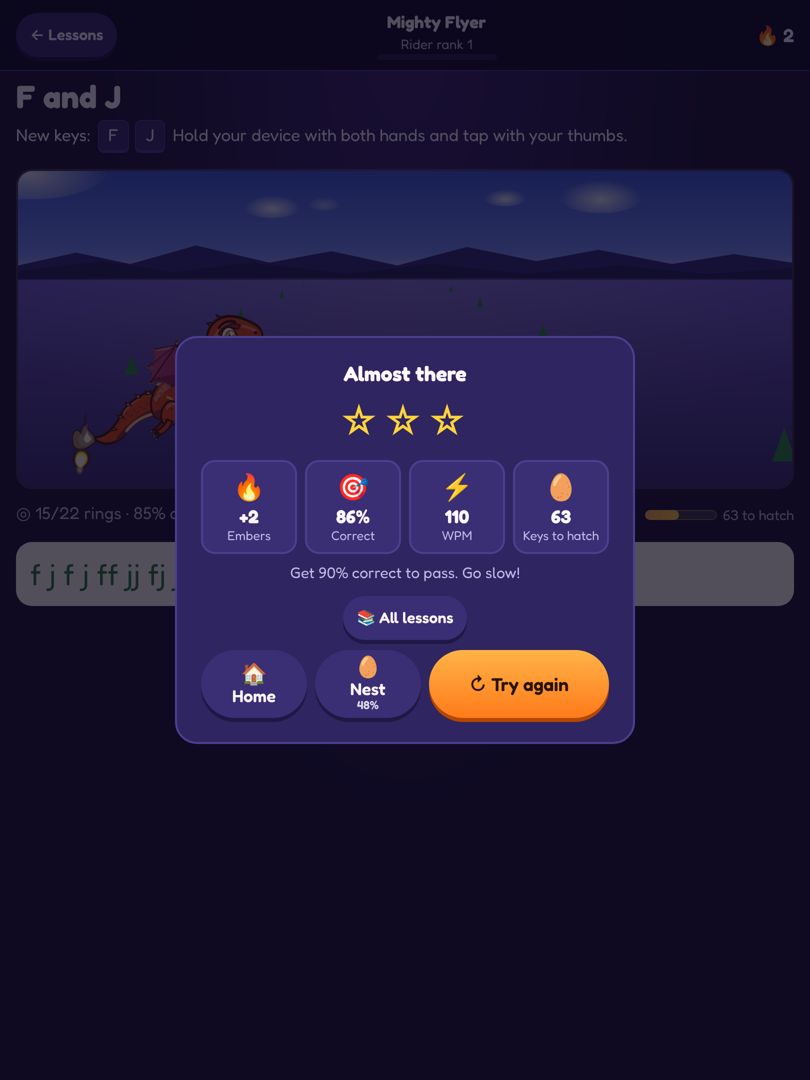 ← Lessons
Mighty Flyer
Rider rank 1
🔥 2
F and J
New keys: F J Hold your device with both hands and tap with your thumbs.
Almost there
☆ ☆ ☆
+2
Embers
86%
Correct
110
WPM
63
Keys to hatch
15/22 rings · 85%
63 to hatch
f j f j ff jj fj
Get 90% correct to pass. Go slow!
📚 All lessons
🏠
Home
Nest
48%
↻ Try again